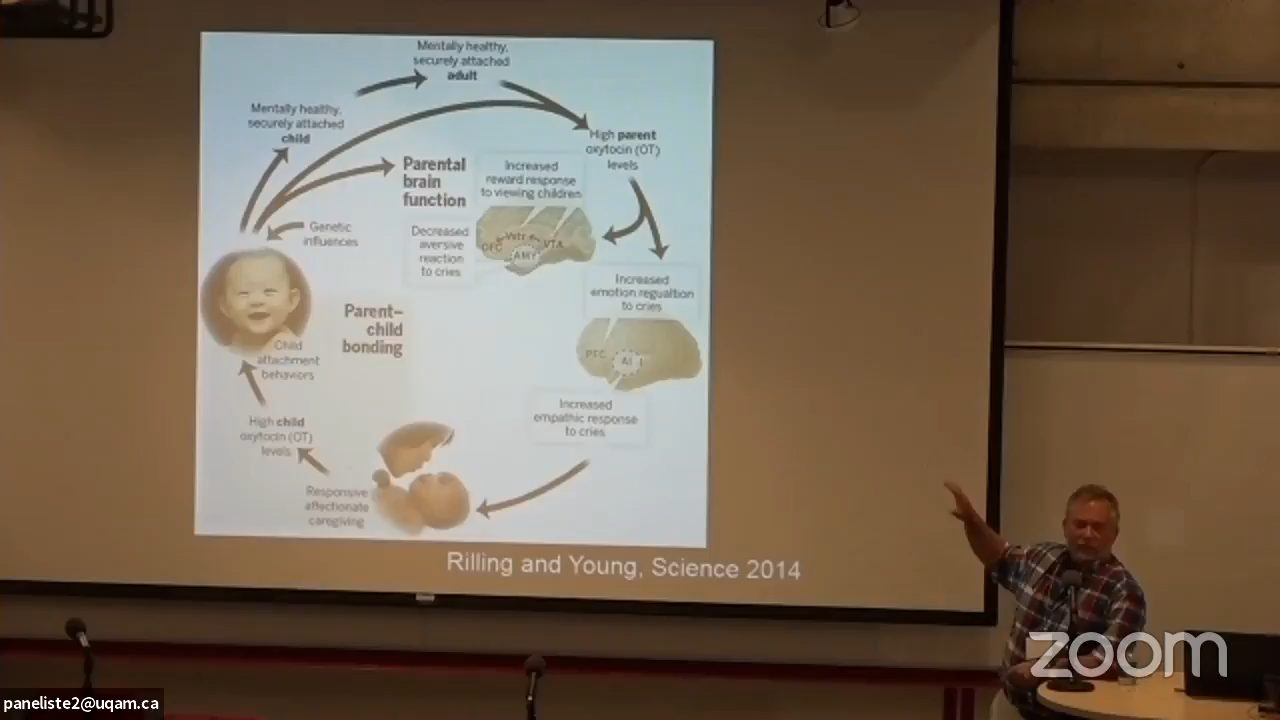 Mentally healthy,
securely attached
adult
Mentally healthy,
securely attached
child
High parent
oxytocin (OT)
levels
Parental
brain
function
Increased
reward response
to viewing children
Genetic
influences
Decreased
aversive
reaction
to cries
OFC
Vstr
VTA
AMY
Increased
emotion regualtion
to cries
Parent–
child
bonding
PFC
AI
Child
attachment
behaviors
Increased
empathic response
to cries
High child
oxytocin (OT)
levels
Responsive
affectionate
caregiving
Rilling and Young, Science 2014
zoom
paneliste2@uqam.ca